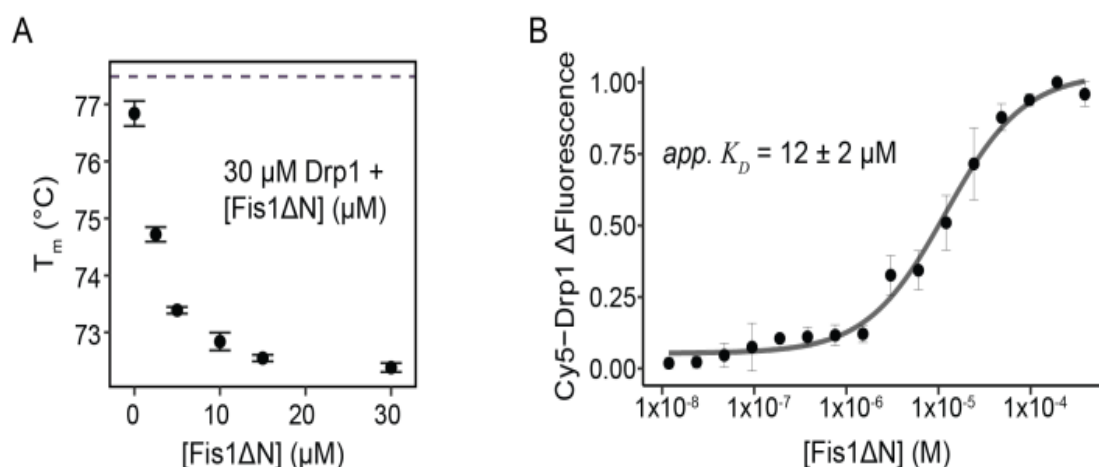 A
77
76
75
74
73
T_m (°C)
30 µM Drp1 +
[Fis1ΔN] (µM)
0 10 20 30
[Fis1ΔN] (µM)
B
Cy5−Drp1 ΔFluorescence
1.00
0.75
0.50
0.25
0.00
app. K_D = 12 ± 2 µM
1x10⁻⁸ 1x10⁻⁷ 1x10⁻⁶ 1x10⁻⁵ 1x10⁻⁴
[Fis1ΔN] (M)